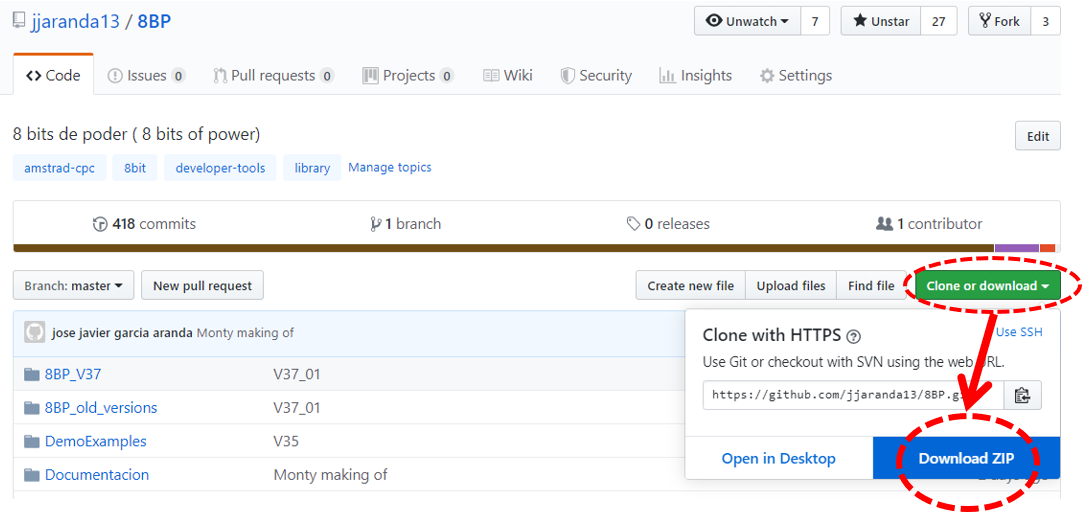 jjaranda13 / 8BP
Unwatch 7 Unstar 27 Fork 3
Code Issues 0 Pull requests 0 Projects 0 Wiki Security Insights Settings
8 bits de poder ( 8 bits of power)
Edit
amstrad-cpc 8bit developer-tools library Manage topics
418 commits 1 branch 0 releases 1 contributor
Branch: master New pull request Create new file Upload files Find file Clone or download
jose javier garcia aranda Monty making of
8BP_V37 V37_01
8BP_old_versions V37_01
DemoExamples V35
Documentacion Monty making of
Clone with HTTPS ? Use SSH
Use Git or checkout with SVN using the web
https://github.com/jjaranda13/8BP.g
Open in Desktop Download ZIP